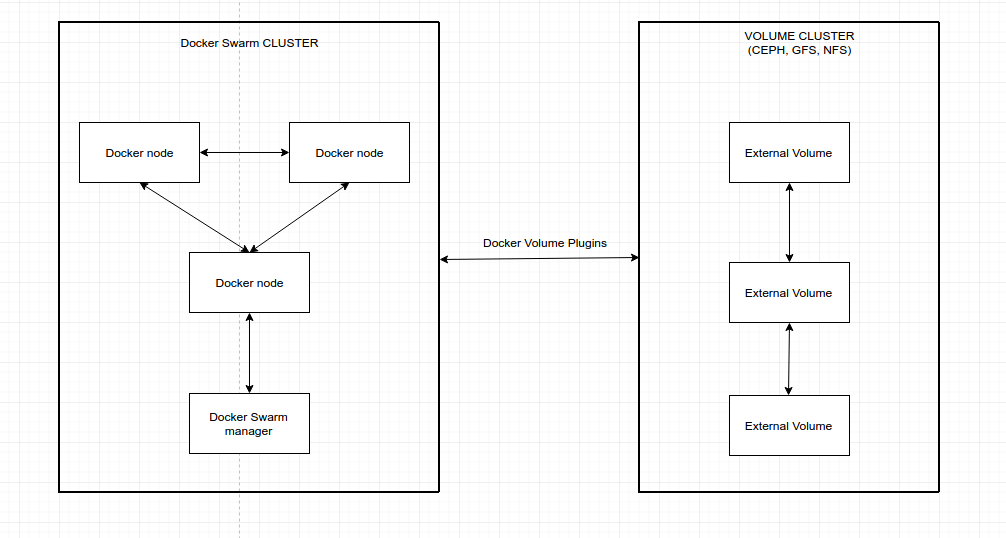 Docker Swarm CLUSTER
VOLUME CLUSTER
(CEPH, GFS, NFS)
Docker node
Docker node
External Volume
Docker Volume Plugins
Docker node
External Volume
Docker Swarm
manager
External Volume